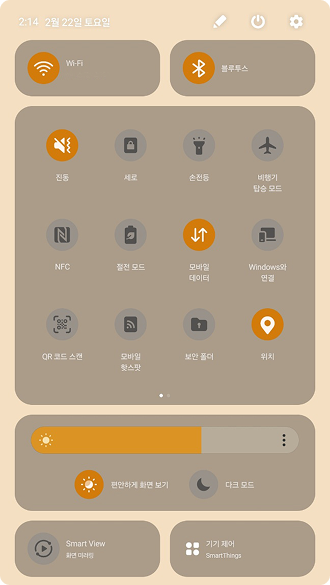 2:14 2월 22일 토요일
Wi-Fi
블루투스
진동
세로
손전등
비행기
탑승 모드
NFC
절전 모드
모바일
데이터
Windows와
연결
QR 코드 스캔
모바일
핫스팟
보안 폴더
위치
편안하게 화면 보기
다크 모드
Smart View
화면 미러링
기기 제어
SmartThings